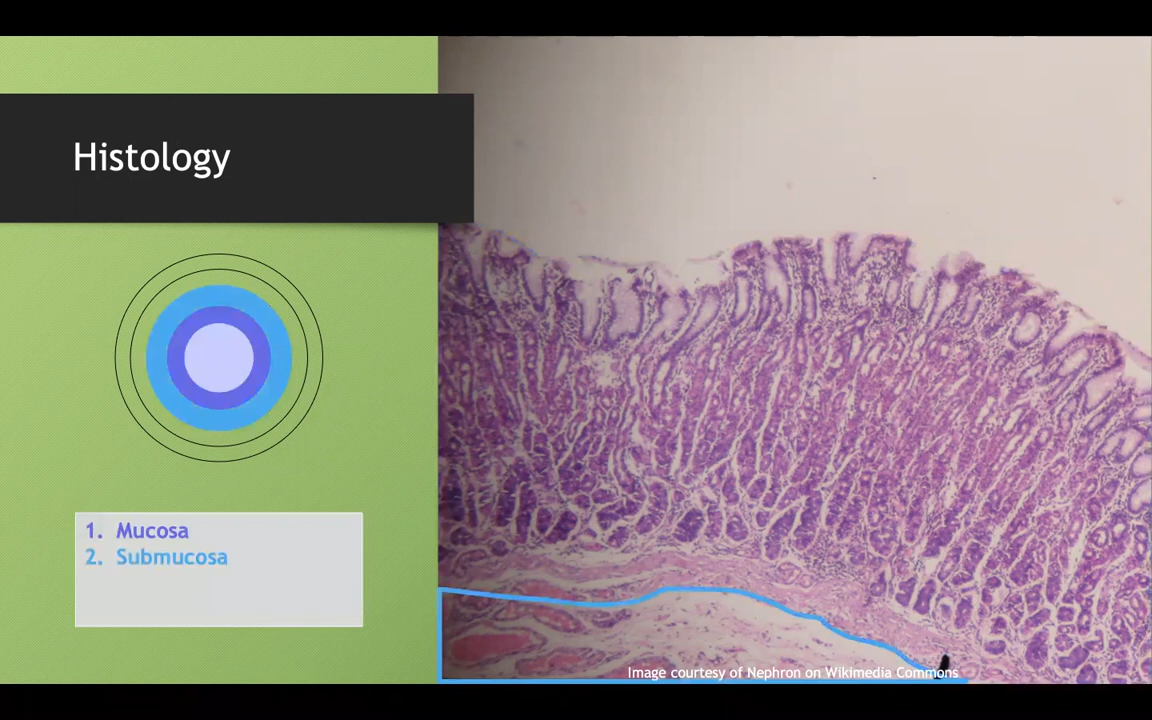 Histology
1. Mucosa
2. Submucosa
Image courtesy of Nephron on Wikimedia Commons